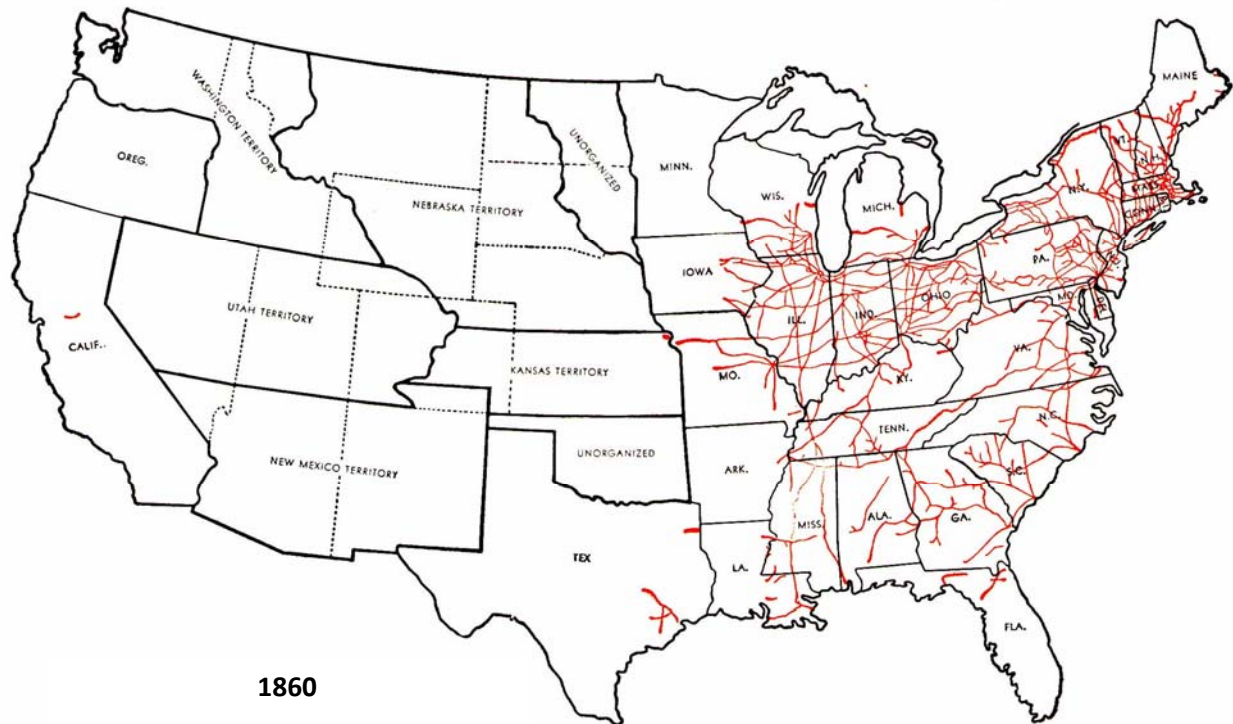 MAINE
WASHINGTON TERRITORY
VT.
N.H.
OREG.
UNORGANIZED
MINN.
WIS.
MICH.
N.Y.
MASS.
CONN.
NEBRASKA TERRITORY
IOWA
PA.
N.J.
OHIO
MD.
DEL.
UTAH TERRITORY
ILL.
IND.
CALIF.
VA.
KANSAS TERRITORY
MO.
KY.
N.C.
TENN.
NEW MEXICO TERRITORY
UNORGANIZED
ARK.
S.C.
MISS.
ALA.
GA.
TEX
LA.
FLA.
1860